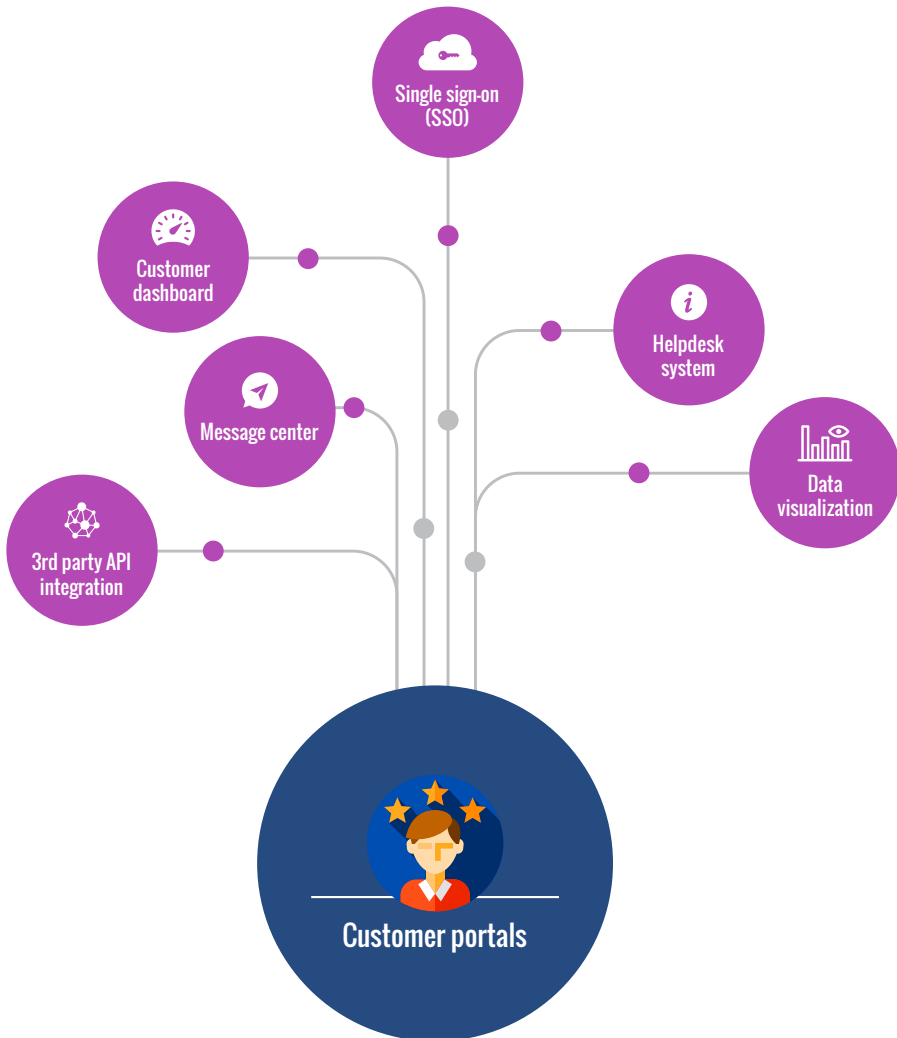 Single sign-on
(SSO)
Customer
dashboard
Helpdesk
system
Message center
Data
visualization
3rd party API
integration
Customer portals